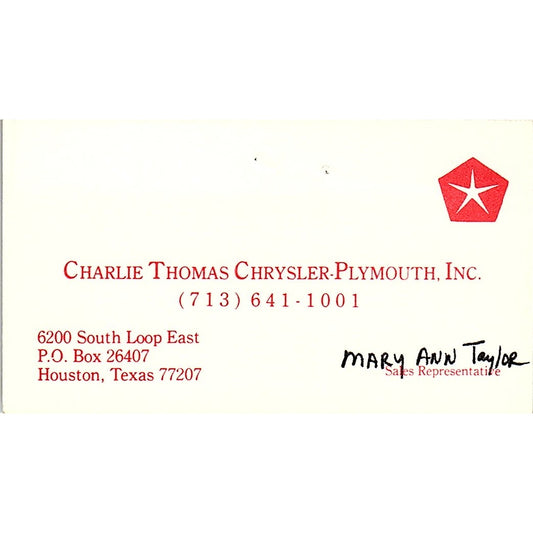 CHARLIE THOMAS CHRYSLER-PLYMOUTH, INC.
(713) 641-1001
6200 South Loop East
P.O. Box 26407
Houston, Texas 77207
MARY ANN TaylOR
Sales Representative